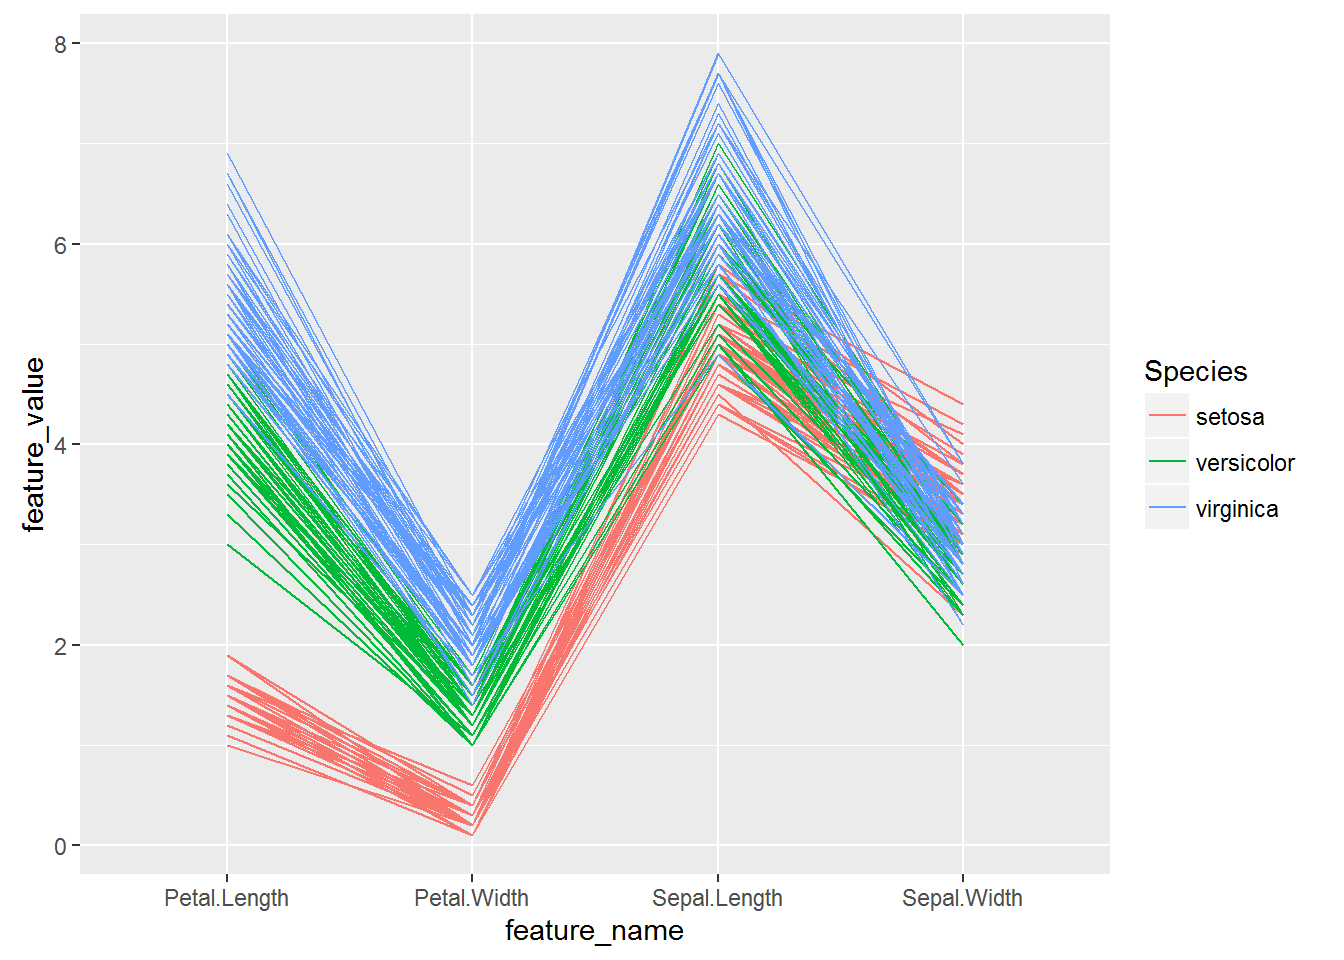 feature_value
8
6
4
2
0
Petal.Length Petal.Width Sepal.Length Sepal.Width
feature_name
Species
setosa
versicolor
virginica